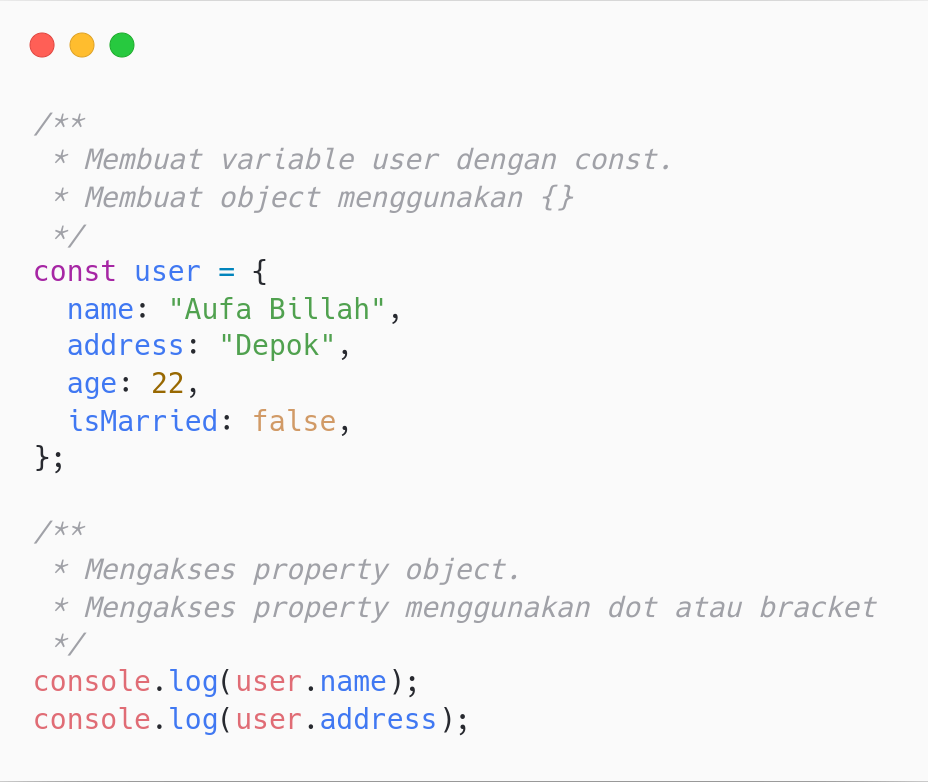 /**
 * Membuat variable user dengan const.
 * Membuat object menggunakan {}
 */
const user = {
  name: "Aufa Billah",
  address: "Depok",
  age: 22,
  isMarried: false,
};

/**
 * Mengakses property object.
 * Mengakses property menggunakan dot atau bracket
 */
console.log(user.name);
console.log(user.address);